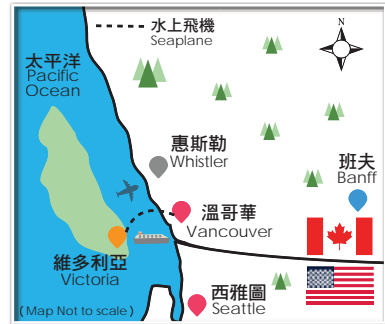 水上飛機
Seaplane
N
太平洋
Pacific
Ocean
惠斯勒
Whistler
班夫
Banff
溫哥華
Vancouver
維多利亞
Victoria
西雅圖
Seattle
(Map Not to scale)